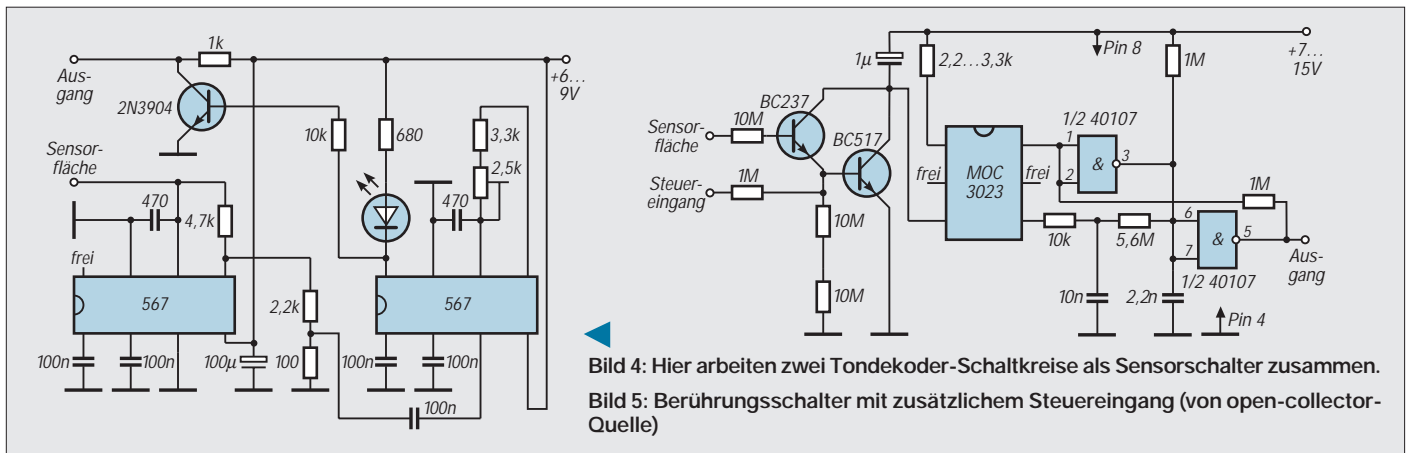 1k
Aus-
gang
2N3904
+6...
9V
10k
680
3,3k
2,5k
Sensor-
fläche
470
4,7k
470
frei
567
2,2k
567
100n
100n
100µ
100
100n
100n
100n
1µ
2,2...3,3k
Pin 8
1M
+7...
15V
BC237
Sensor-
fläche
10M
BC517
1/2 40107
1
&
3
2
frei
MOC
3023
frei
Steuer-
eingang
1M
1M
10M
10k
5,6M
6
&
5
7
Aus-
gang
1/2 40107
10M
10n
2,2n
Pin 4
Bild 4: Hier arbeiten zwei Tondekoder-Schaltkreise als Sensorschalter zusammen.
Bild 5: Berührungsschalter mit zusätzlichem Steuereingang (von open-collector-
Quelle)